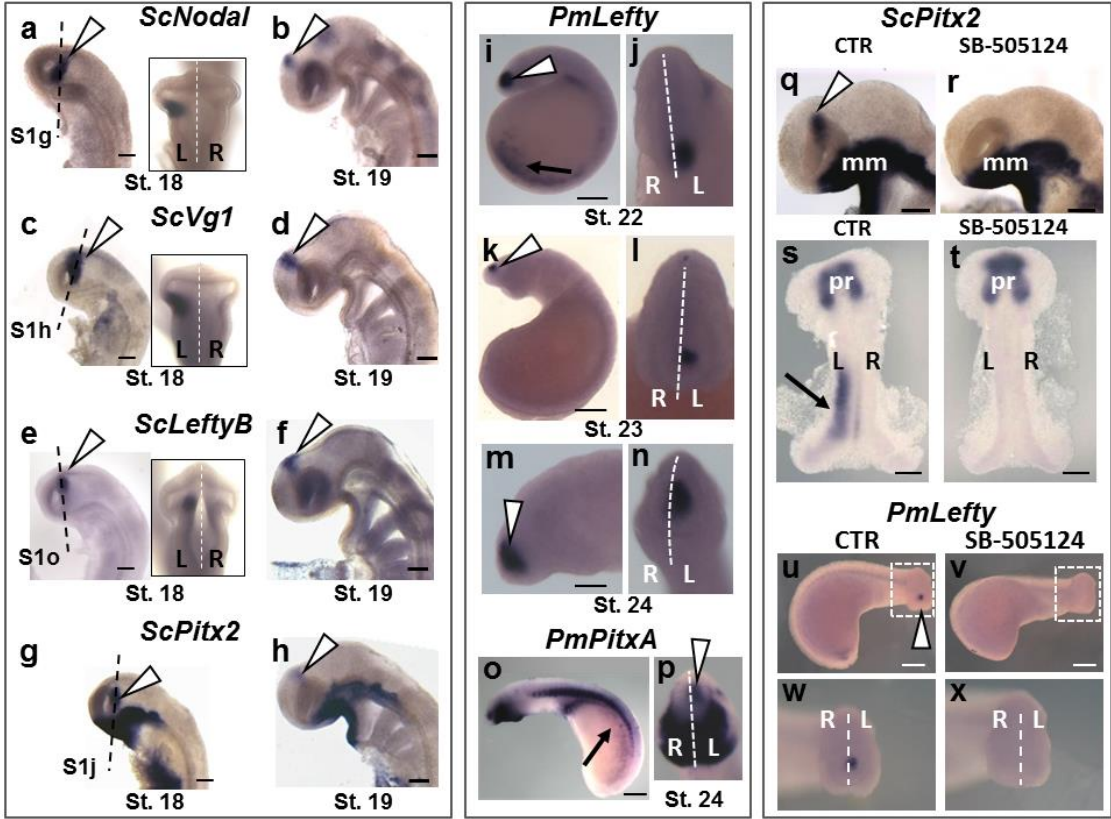 ScNodal
a
b
S1g
L R
St. 18
St. 19
ScVg1
c
d
S1h
L R
St. 18
St. 19
ScLeftyB
e
f
S1o
L R
St. 18
St. 19
ScPitx2
g
h
S1j
St. 18
St. 19
PmLefty
i
j
R L
St. 22
k
l
R L
St. 23
m
n
R L
St. 24
PmPitxA
o
p
R L
St. 24
ScPitx2
CTR SB-505124
q
r
mm
mm
CTR SB-505124
s
t
pr
pr
L R
L R
PmLefty
CTR SB-505124
u
v
w
x
R L
R L